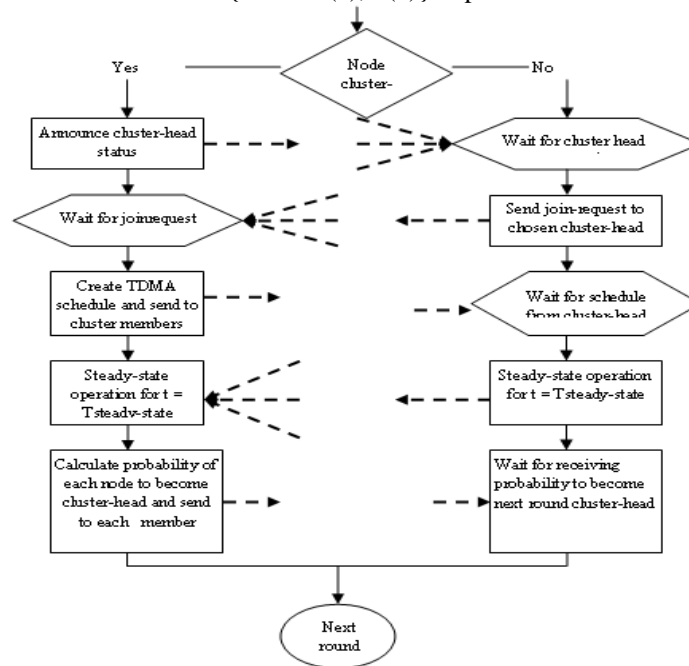 Node
cluster-
Yes
No
Announce cluster-head
status
Wait for cluster head
Wait for joinrequest
Send join-request to
chosen cluster-head
Create TDMA
schedule and send to
cluster members
Wait for schedule
from cluster-head
Steady-state
operation for t =
Tsteady-state
Steady-state operation
for t = Tsteady-state
Calculate probability of
each node to become
cluster-head and send
to each member
Wait for receiving
probability to become
next round cluster-head
Next
round